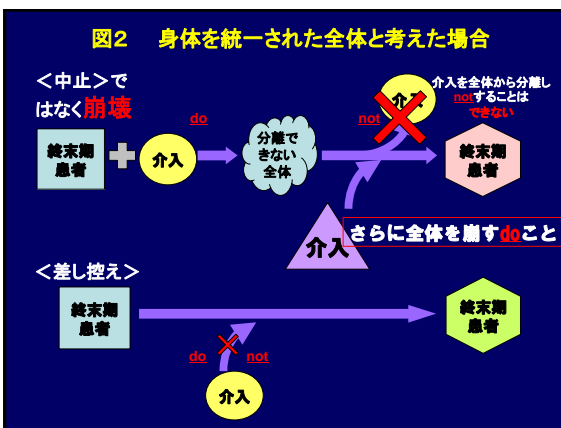 図2　身体を統一された全体と考えた場合
＜中止＞で
はなく崩壊
終末期
患者
介入
do
分離で
きない
全体
not
介入
介入を全体から分離し
notすることは
できない
終末期
患者
介入
さらに全体を崩すdoこと
＜差し控え＞
終末期
患者
do
not
介入
終末期
患者